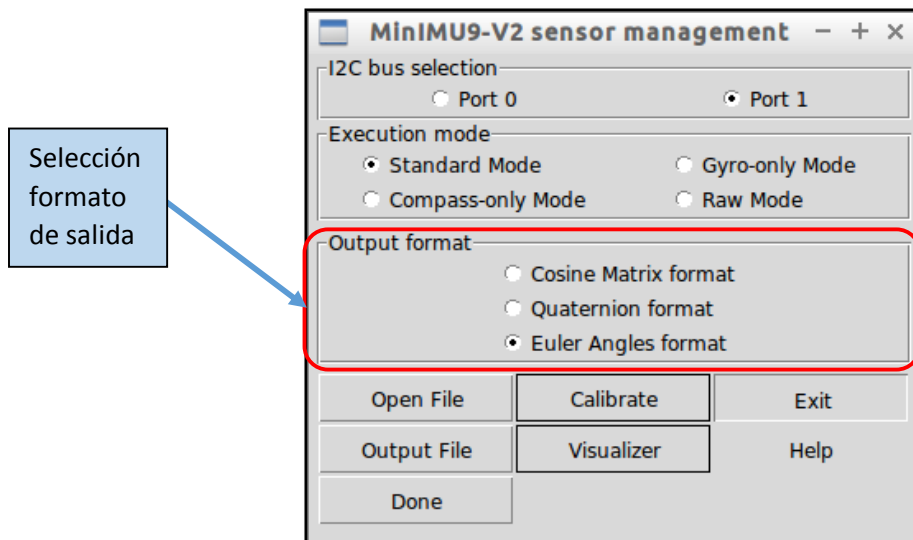 MinIMU9-V2 sensor management
I2C bus selection
Port 0
Port 1
Execution mode
Standard Mode
Gyro-only Mode
Compass-only Mode
Raw Mode
Selección
formato
de salida
Output format
Cosine Matrix format
Quaternion format
Euler Angles format
Open File
Calibrate
Exit
Output File
Visualizer
Help
Done